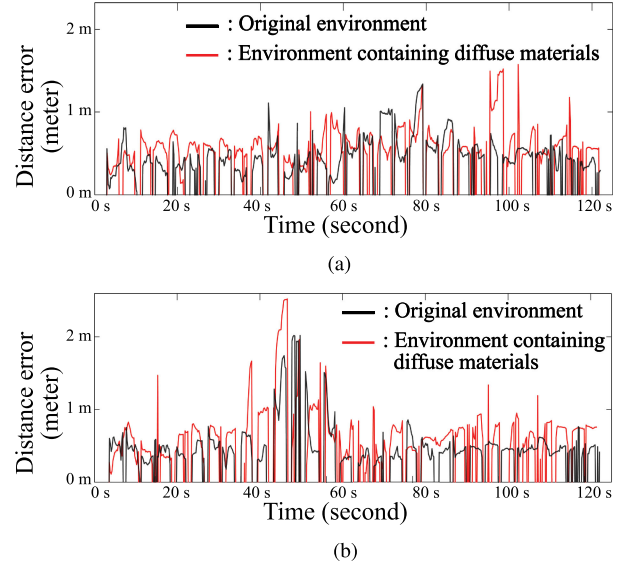 2 m
1 m
0 m
Distance error
(meter)
: Original environment
: Environment containing diffuse materials
0 s 20 s 40 s 60 s 80 s 100 s 120 s
Time (second)
(a)
2 m
1 m
0 m
Distance error
(meter)
: Original environment
: Environment containing
diffuse materials
0 s 20 s 40 s 60 s 80 s 100 s 120 s
Time (second)
(b)